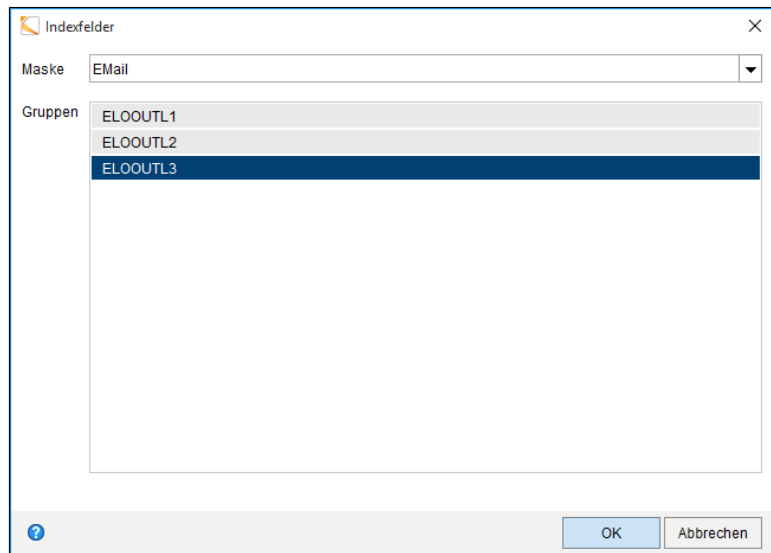 Indexfelder
Maske EMail
Gruppen ELOOUTL1
ELOOUTL2
ELOOUTL3
OK Abbrechen